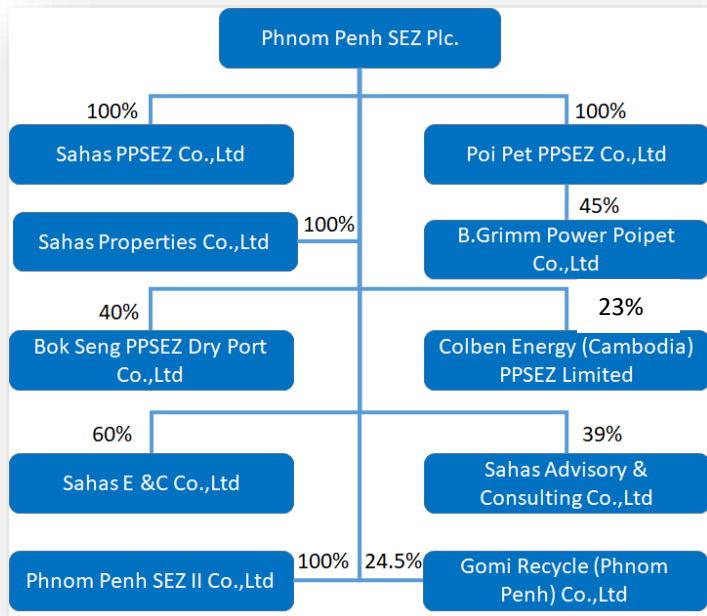 Phnom Penh SEZ Plc.
100%
100%
Sahas PPSEZ Co.,Ltd
Poi Pet PPSEZ Co.,Ltd
45%
100%
Sahas Properties Co.,Ltd
B.Grimm Power Poipet
Co.,Ltd
40%
23%
Bok Seng PPSEZ Dry Port
Co.,Ltd
Colben Energy (Cambodia)
PPSEZ Limited
60%
39%
Sahas E &C Co.,Ltd
Sahas Advisory &
Consulting Co.,Ltd
100%
24.5%
Phnom Penh SEZ II Co.,Ltd
Gomi Recycle (Phnom
Penh) Co.,Ltd